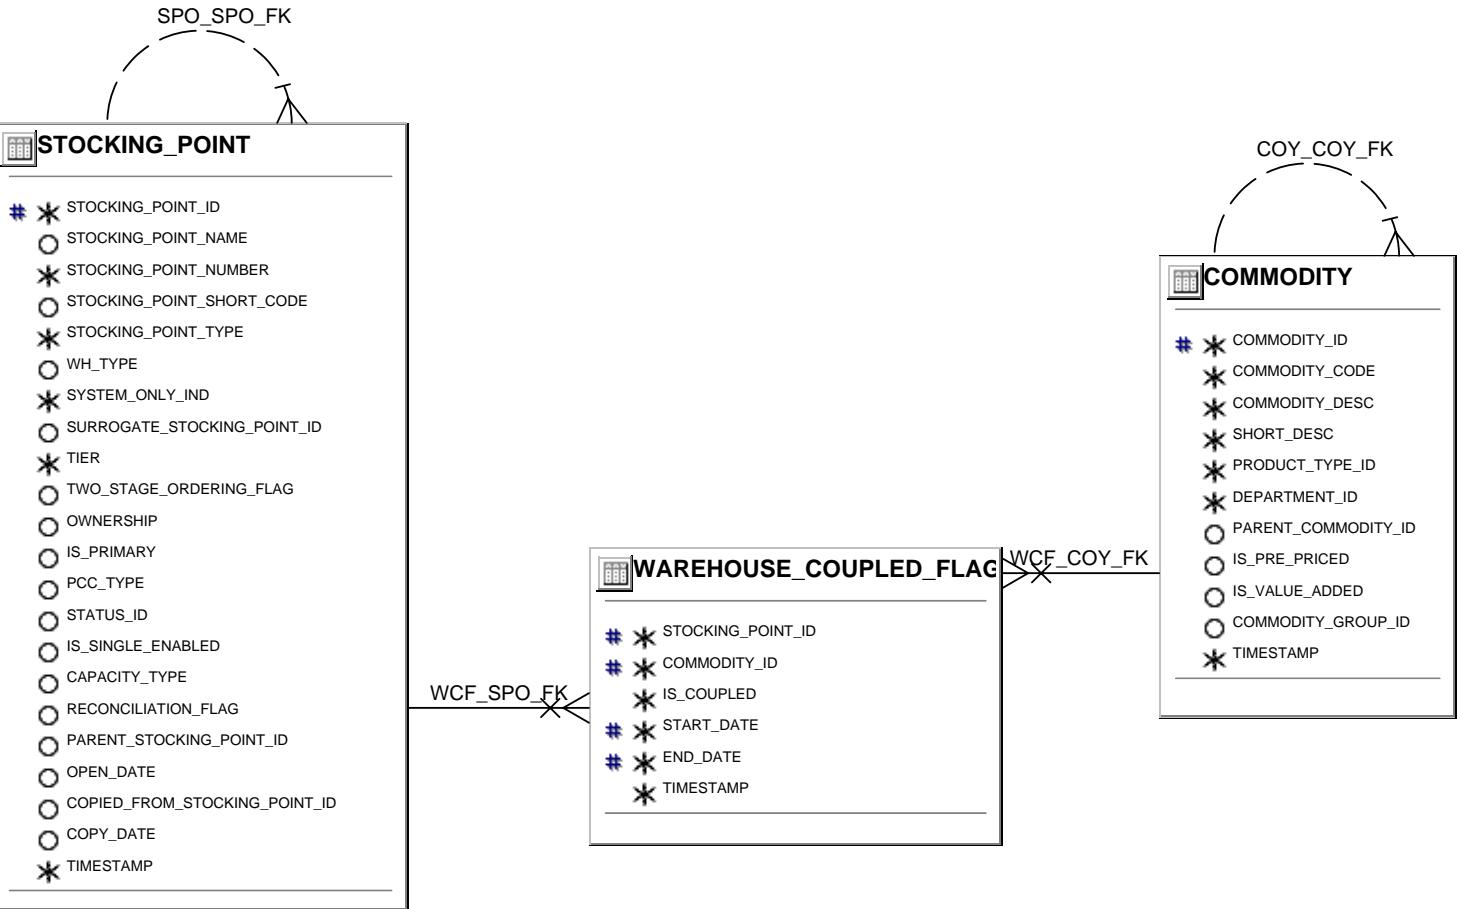 SPO_SPO_FK
STOCKING_POINT
# STOCKING_POINT_ID
STOCKING_POINT_NAME
STOCKING_POINT_NUMBER
STOCKING_POINT_SHORT_CODE
STOCKING_POINT_TYPE
WH_TYPE
SYSTEM_ONLY_IND
SURROGATE_STOCKING_POINT_ID
TIER
TWO_STAGE_ORDERING_FLAG
OWNERSHIP
IS_PRIMARY
PCC_TYPE
STATUS_ID
IS_SINGLE_ENABLED
CAPACITY_TYPE
RECONCILIATION_FLAG
PARENT_STOCKING_POINT_ID
OPEN_DATE
COPIED_FROM_STOCKING_POINT_ID
COPY_DATE
TIMESTAMP
WCF_SPO_FK
WAREHOUSE_COUPLED_FLAG
# STOCKING_POINT_ID
# COMMODITY_ID
IS_COUPLED
# START_DATE
# END_DATE
TIMESTAMP
WCF_COY_FK
COY_COY_FK
COMMODITY
# COMMODITY_ID
COMMODITY_CODE
COMMODITY_DESC
SHORT_DESC
PRODUCT_TYPE_ID
DEPARTMENT_ID
PARENT_COMMODITY_ID
IS_PRE_PRICED
IS_VALUE_ADDED
COMMODITY_GROUP_ID
TIMESTAMP